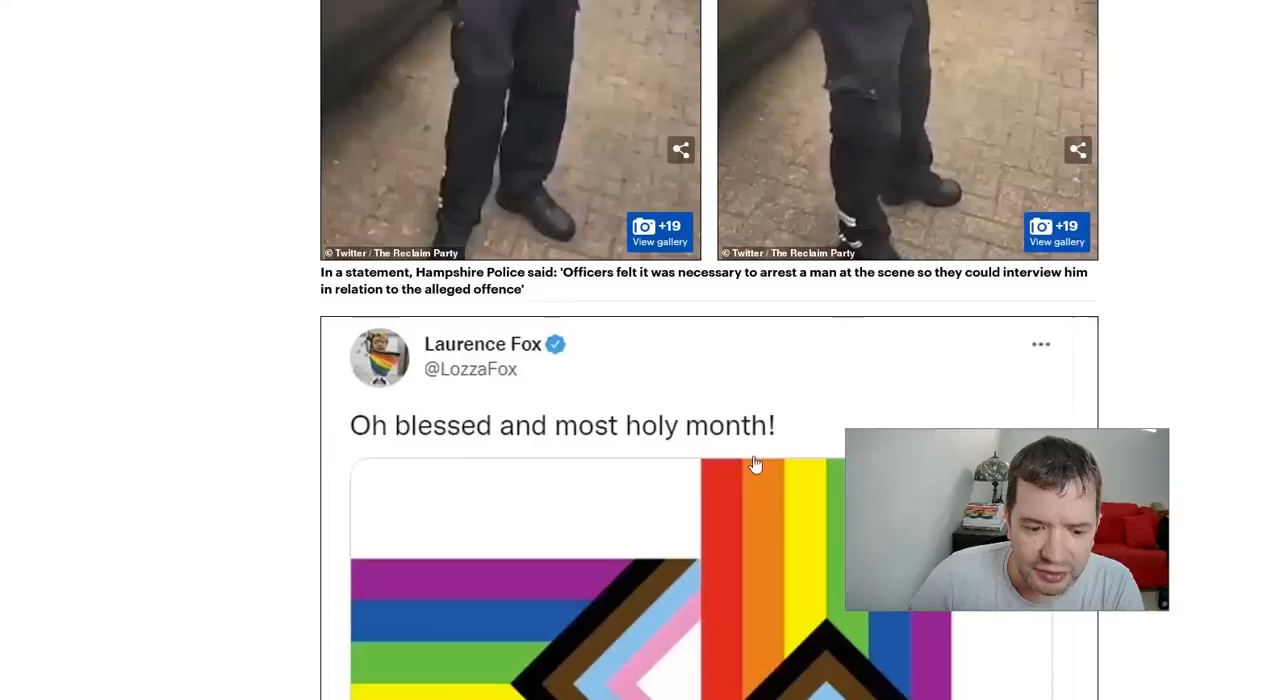 +19
View gallery
+19
View gallery
© Twitter / The Reclaim Party
© Twitter / The Reclaim Party
In a statement, Hampshire Police said: 'Officers felt it was necessary to arrest a man at the scene so they could interview him
in relation to the alleged offence'
Laurence Fox
@LozzaFox
Oh blessed and most holy month!